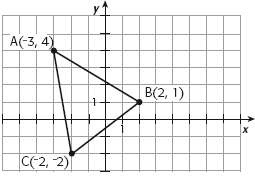 y
A(-3, 4)
B(2, 1)
1
1
x
C(-2, -2)